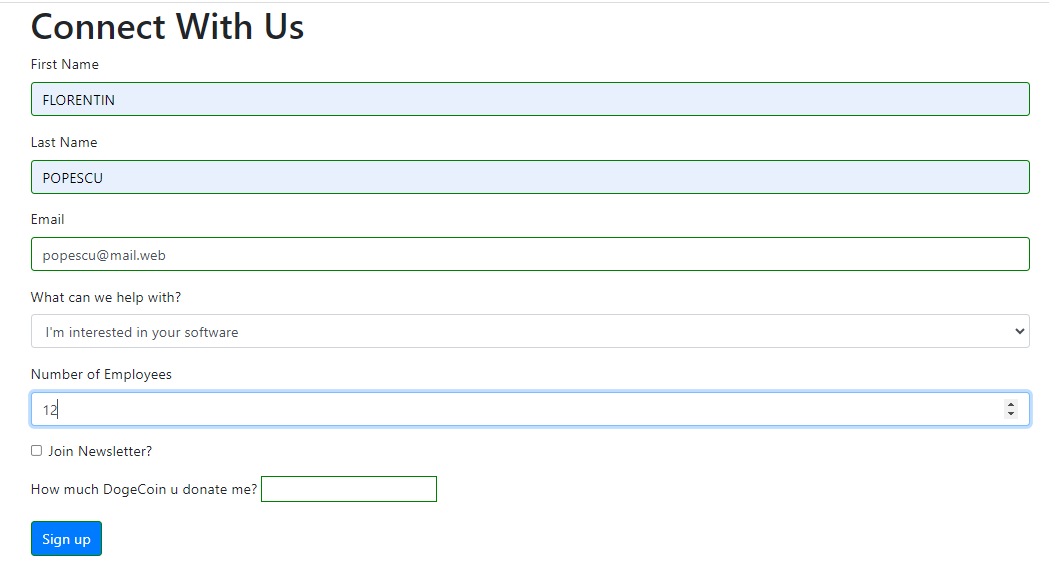 Connect With Us
First Name
FLORENTIN
Last Name
POPESCU
Email
popescu@mail.web
What can we help with?
I'm interested in your software
Number of Employees
12
Join Newsletter?
How much DogeCoin u donate me?
Sign up